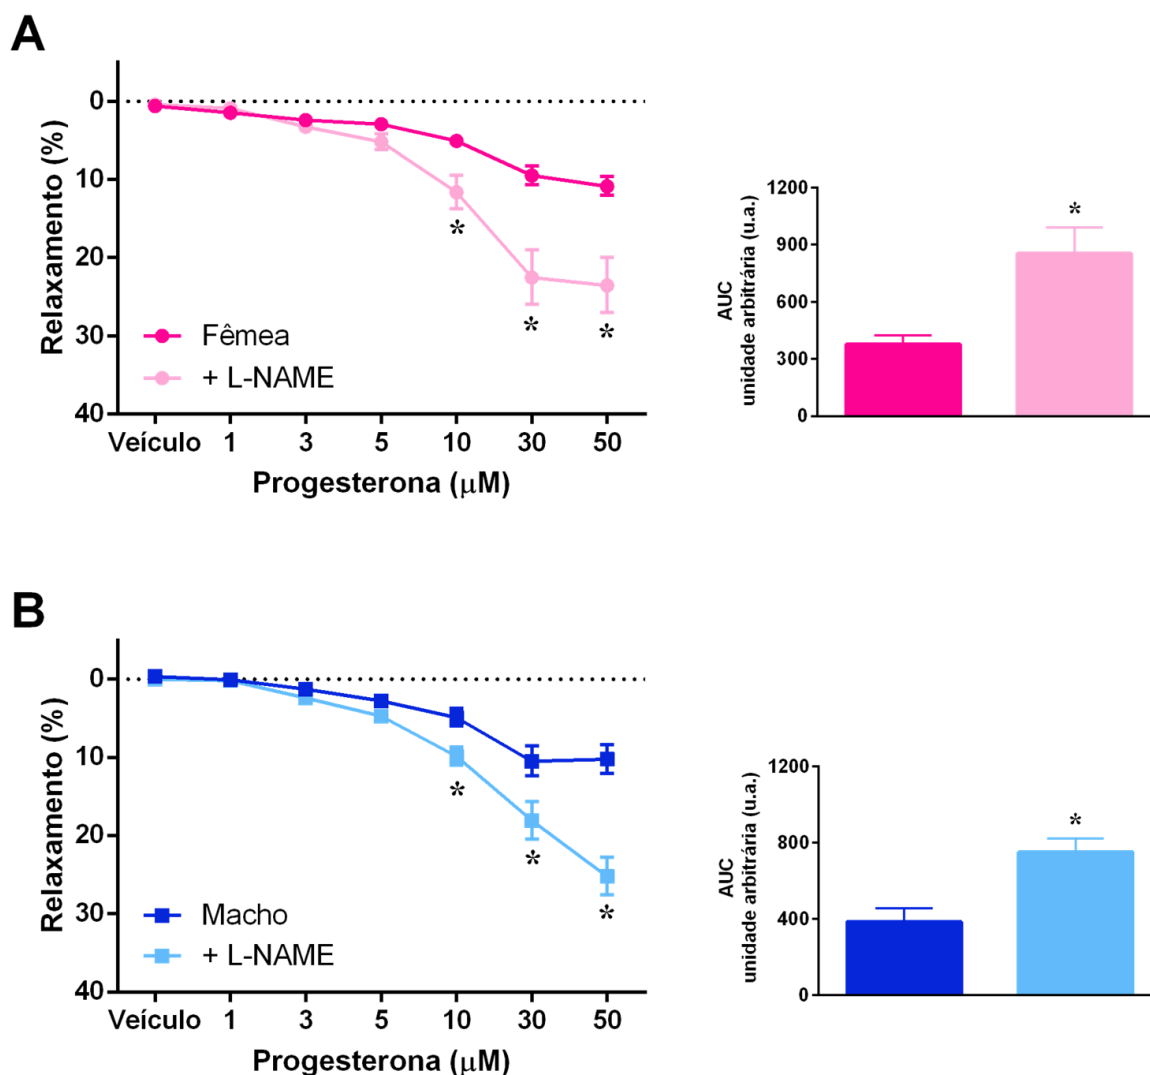 A
0
10
20
30
40
Relaxamento (%)
Fêmea
+ L-NAME
*
*
*
Veículo 1 3 5 10 30 50
Progesterona (μM)
1200
900
600
300
0
AUC
unidade arbitrária (u.a.)
*
B
0
10
20
30
40
Relaxamento (%)
Macho
+ L-NAME
*
*
*
Veículo 1 3 5 10 30 50
Progesterona (μM)
1200
800
400
0
AUC
unidade arbitrária (u.a.)
*